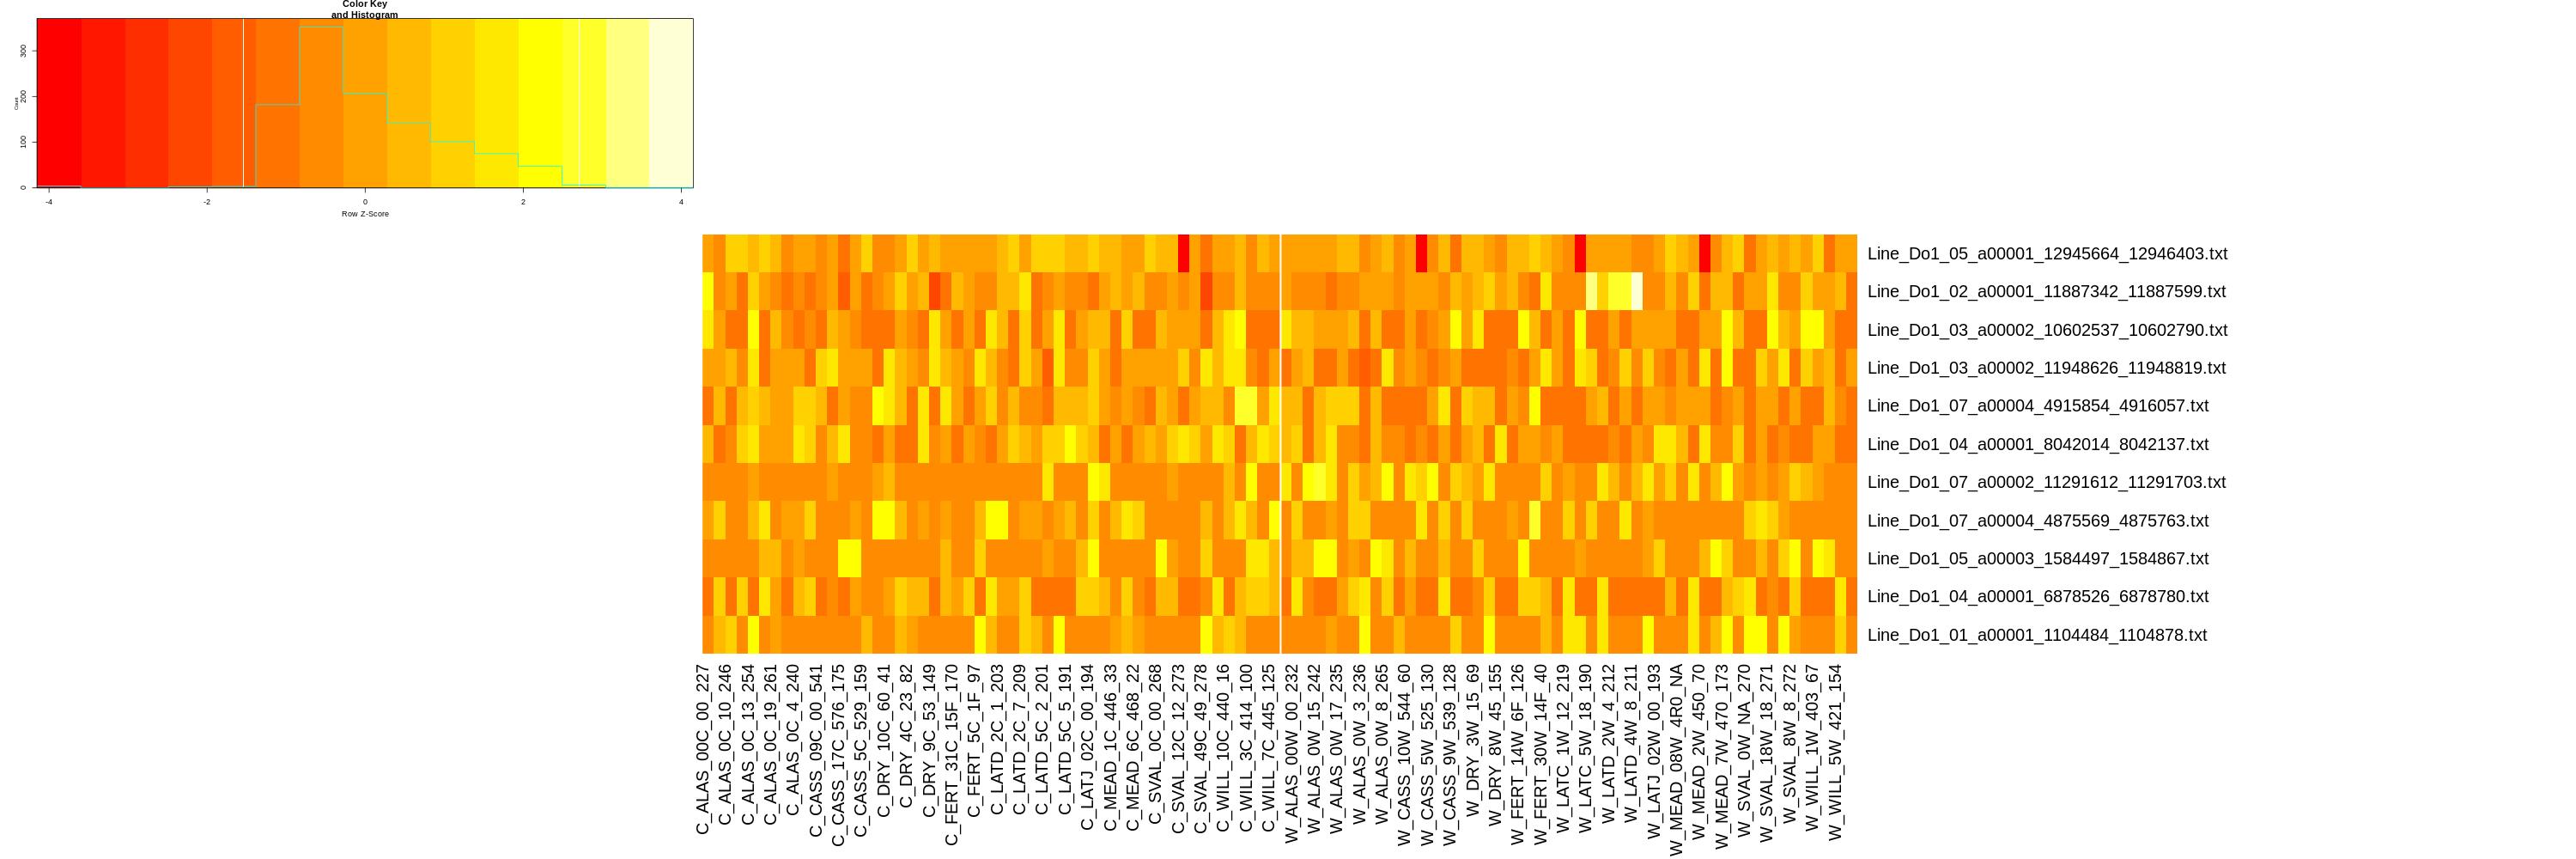 Color Key
and Histogram
Count
0 100 200 300
-4 -2 0 2 4
Row Z-Score
Line_Do1_05_a00001_12945664_12946403.txt
Line_Do1_02_a00001_11887342_11887599.txt
Line_Do1_03_a00002_10602537_10602790.txt
Line_Do1_03_a00002_11948626_11948819.txt
Line_Do1_07_a00004_4915854_4916057.txt
Line_Do1_04_a00001_8042014_8042137.txt
Line_Do1_07_a00002_11291612_11291703.txt
Line_Do1_07_a00004_4875569_4875763.txt
Line_Do1_05_a00003_1584497_1584867.txt
Line_Do1_04_a00001_6878526_6878780.txt
Line_Do1_01_a00001_1104484_1104878.txt
C_ALAS_00C_00_227
C_ALAS_0C_10_246
C_ALAS_0C_13_254
C_ALAS_0C_19_261
C_ALAS_0C_4_240
C_CASS_09C_00_541
C_CASS_17C_576_175
C_CASS_5C_529_159
C_DRY_10C_60_41
C_DRY_4C_23_82
C_DRY_9C_53_149
C_FERT_31C_15F_170
C_FERT_5C_1F_97
C_LATD_2C_1_203
C_LATD_2C_7_209
C_LATD_5C_2_201
C_LATD_5C_5_191
C_LATJ_02C_00_194
C_MEAD_1C_446_33
C_MEAD_6C_468_22
C_SVAL_0C_00_268
C_SVAL_12C_12_273
C_SVAL_49C_49_278
C_WILL_10C_440_16
C_WILL_3C_414_100
C_WILL_7C_445_125
W_ALAS_00W_00_232
W_ALAS_0W_15_242
W_ALAS_0W_17_235
W_ALAS_0W_3_236
W_ALAS_0W_8_265
W_CASS_10W_544_60
W_CASS_5W_525_130
W_CASS_9W_539_128
W_DRY_3W_15_69
W_DRY_8W_45_155
W_FERT_14W_6F_126
W_FERT_30W_14F_40
W_LATC_1W_12_219
W_LATC_5W_18_190
W_LATD_2W_4_212
W_LATD_4W_8_211
W_LATJ_02W_00_193
W_MEAD_08W_4R0_NA
W_MEAD_2W_450_70
W_MEAD_7W_470_173
W_SVAL_0W_NA_270
W_SVAL_18W_18_271
W_SVAL_8W_8_272
W_WILL_1W_403_67
W_WILL_5W_421_154